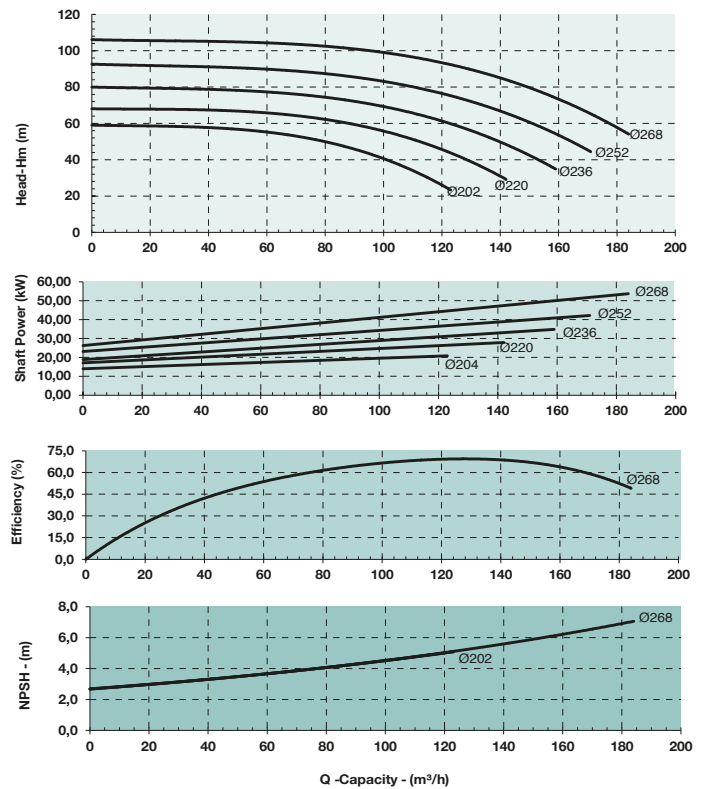 Head-Hm (m)
120
100
80
60
40
20
0
Ø268
Ø252
Ø236
Ø220
Ø202
0 20 40 60 80 100 120 140 160 180 200
Shaft Power (kW)
60,00
50,00
40,00
30,00
20,00
10,00
0,00
Ø268
Ø252
Ø236
Ø220
Ø204
0 20 40 60 80 100 120 140 160 180 200
Efficiency (%)
75,0
60,0
45,0
30,0
15,0
0,0
Ø268
0 20 40 60 80 100 120 140 160 180 200
NPSH - (m)
8,0
6,0
4,0
2,0
0,0
Ø268
Ø202
0 20 40 60 80 100 120 140 160 180 200
Q -Capacity - (m³/h)